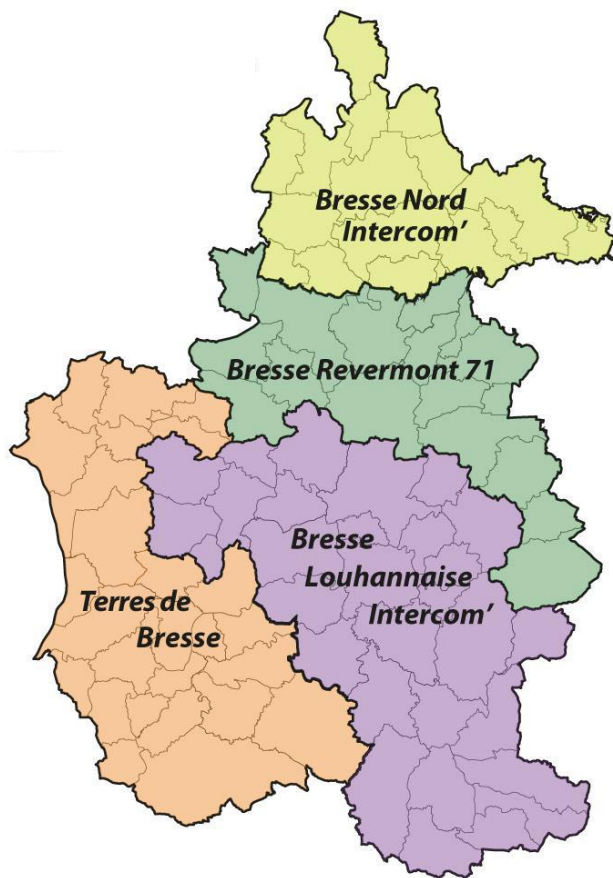 Bresse Nord
Intercom’
Bresse Revermont 71
Bresse
Louhannaise
Intercom’
Terres de
Bresse